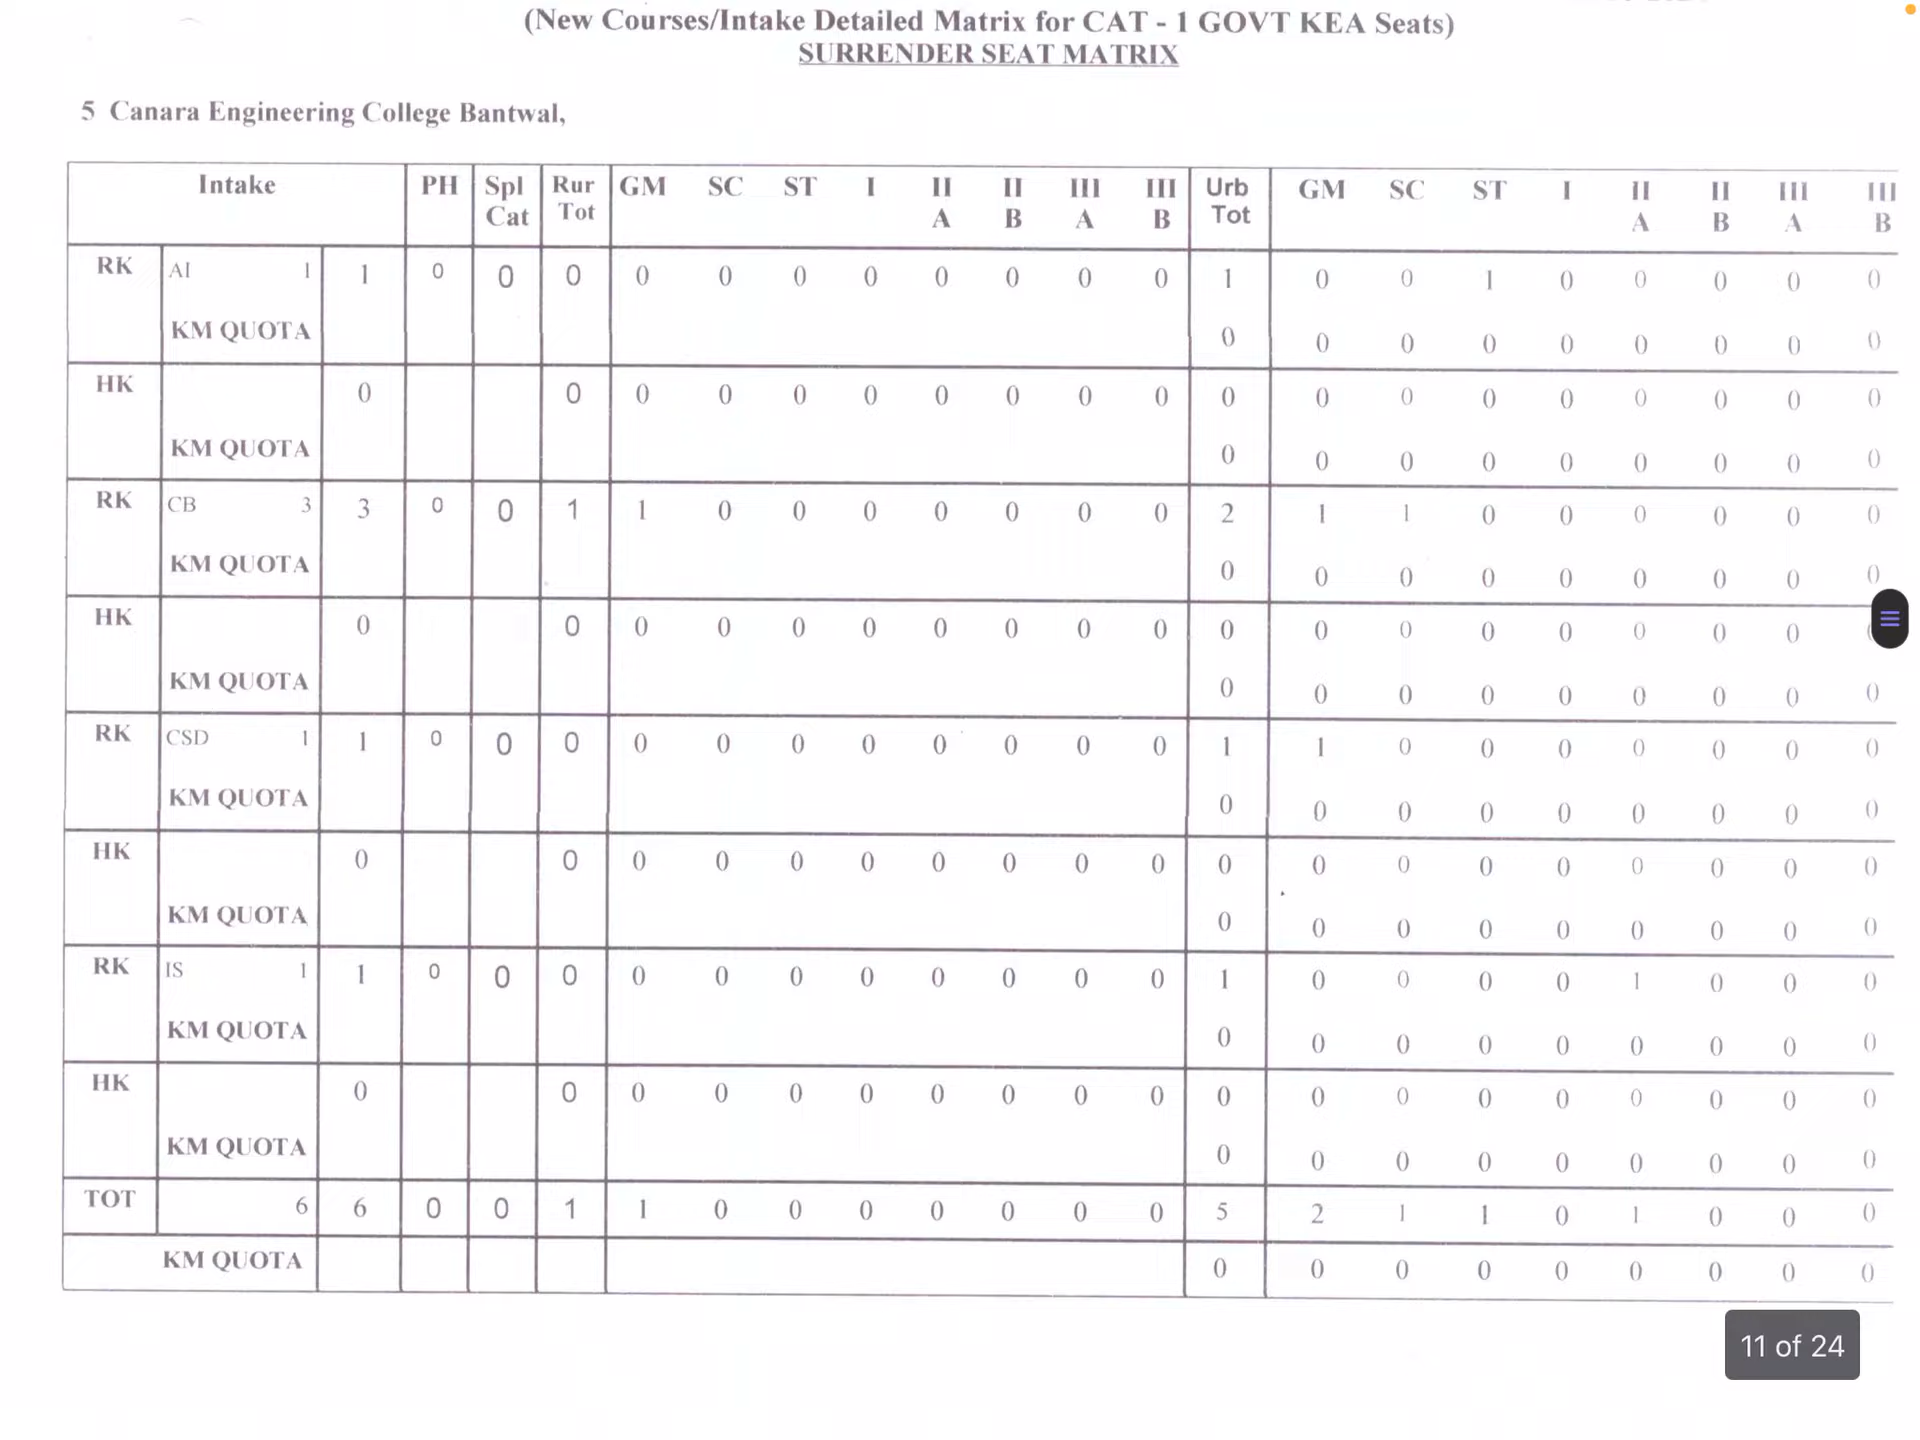 (New Courses/Intake Detailed Matrix for CAT - 1 GOVT KEA Seats)
SURRENDER SEAT MATRIX
5 Canara Engineering College Bantwal,
Intake PH Spl Cat Rur Tot GM SC ST I II A II B III A III B Urb Tot GM SC ST I II A II B III A III B
RK AI 1 1 0 0 0 0 0 0 0 0 0 0 0 1 0 0 1 0 0 0 0 0
KM QUOTA 0 0 0 0 0 0 0 0 0
HK 0 0 0 0 0 0 0 0 0 0 0 0 0 0 0 0 0 0 0
KM QUOTA 0 0 0 0 0 0 0 0 0
RK CB 3 3 0 0 1 1 0 0 0 0 0 0 0 2 1 1 0 0 0 0 0 0
KM QUOTA 0 0 0 0 0 0 0 0 0
HK 0 0 0 0 0 0 0 0 0 0 0 0 0 0 0 0 0 0
KM QUOTA 0 0 0 0 0 0 0 0 0
RK CSD 1 1 0 0 0 0 0 0 0 0 0 0 0 1 1 0 0 0 0 0 0 0
KM QUOTA 0 0 0 0 0 0 0 0 0
HK 0 0 0 0 0 0 0 0 0 0 0 0 0 0 0 0 0 0 0
KM QUOTA 0 0 0 0 0 0 0 0 0
RK IS 1 1 0 0 0 0 0 0 0 0 0 0 0 1 0 0 0 0 1 0 0 0
KM QUOTA 0 0 0 0 0 0 0 0 0
HK 0 0 0 0 0 0 0 0 0 0 0 0 0 0 0 0 0 0 0
KM QUOTA 0 0 0 0 0 0 0 0 0
TOT 6 6 0 0 1 1 0 0 0 0 0 0 0 5 2 1 1 0 1 0 0 0
KM QUOTA 0 0 0 0 0 0 0 0 0
11 of 24